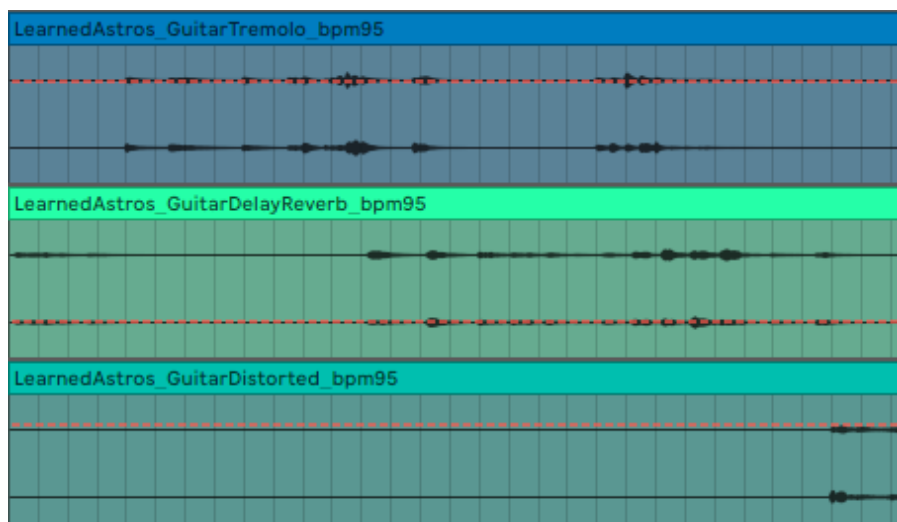 LearnedAstros_GuitarTremolo_bpm95
LearnedAstros_GuitarDelayReverb_bpm95
LearnedAstros_GuitarDistorted_bpm95